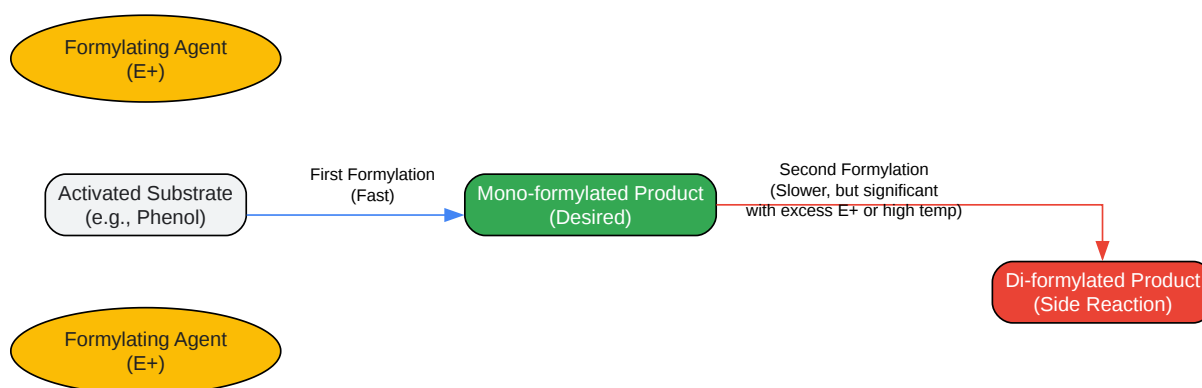 Formylating Agent
(E+)
Activated Substrate
(e.g., Phenol)
First Formylation
(Fast)
Mono-formylated Product
(Desired)
Second Formylation
(Slower, but significant
with excess E+ or high temp)
Di-formylated Product
(Side Reaction)
Formylating Agent
(E+)